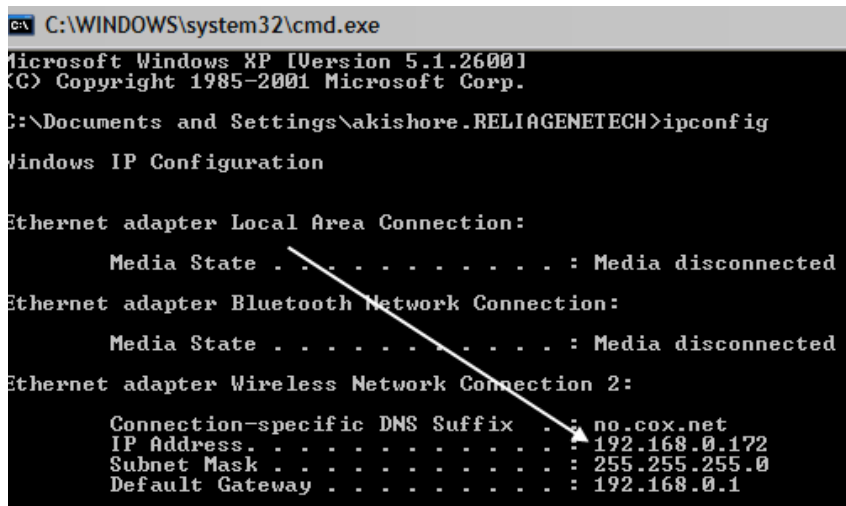 C:\WINDOWS\system32\cmd.exe
Microsoft Windows XP [Version 5.1.2600]
(C) Copyright 1985-2001 Microsoft Corp.
C:\Documents and Settings\akishore.RELIAGENETECH>ipconfig
Windows IP Configuration
Ethernet adapter Local Area Connection:
Media State . . . . . . . . . . . : Media disconnected
Ethernet adapter Bluetooth Network Connection:
Media State . . . . . . . . . . . : Media disconnected
Ethernet adapter Wireless Network Connection 2:
Connection-specific DNS Suffix . : no.cox.net
IP Address. . . . . . . . . . . . : 192.168.0.172
Subnet Mask . . . . . . . . . . . : 255.255.255.0
Default Gateway . . . . . . . . . : 192.168.0.1